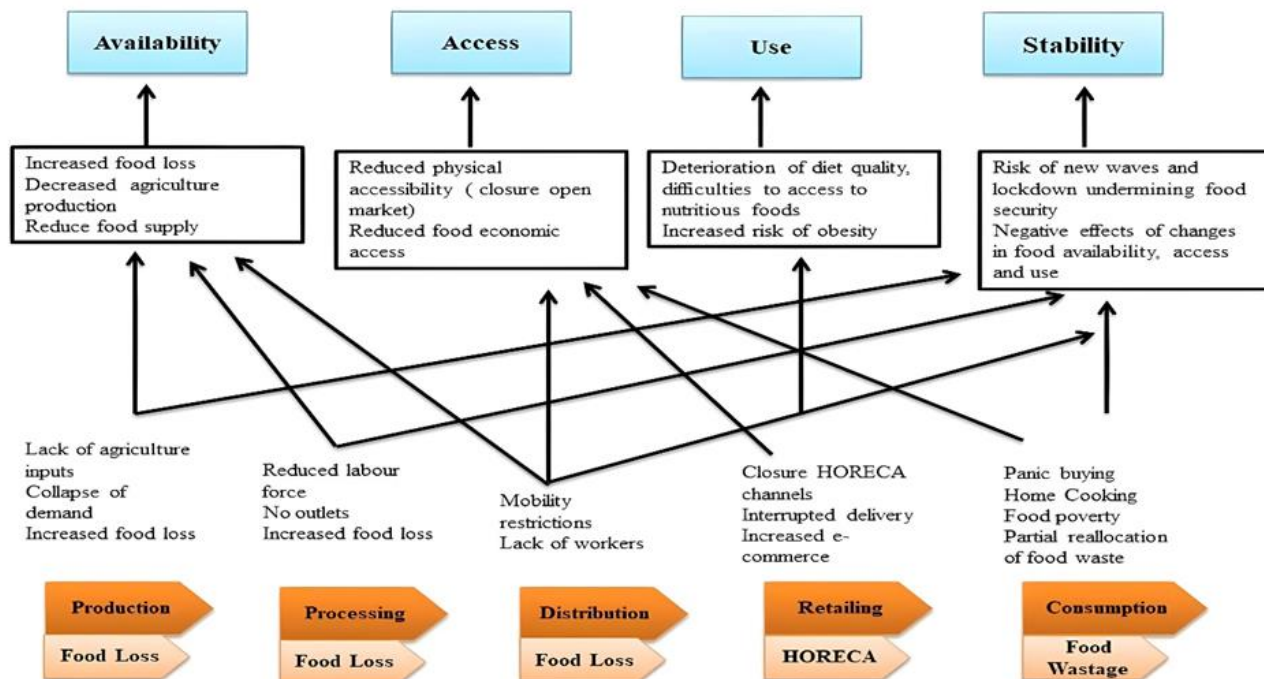 Availability
Access
Use
Stability
Increased food loss
Decreased agriculture
production
Reduce food supply
Reduced physical
accessibility ( closure open
market)
Reduced food economic
access
Deterioration of diet quality,
difficulties to access to
nutritious foods
Increased risk of obesity
Risk of new waves and
lockdown undermining food
security
Negative effects of changes
in food availability, access
and use
Lack of agriculture
inputs
Collapse of
demand
Increased food loss
Reduced labour
force
No outlets
Increased food loss
Mobility
restrictions
Lack of workers
Closure HORECA
channels
Interrupted delivery
Increased e-
commerce
Panic buying
Home Cooking
Food poverty
Partial reallocation
of food waste
Production
Food Loss
Processing
Food Loss
Distribution
Food Loss
Retailing
HORECA
Consumption
Food
Wastage